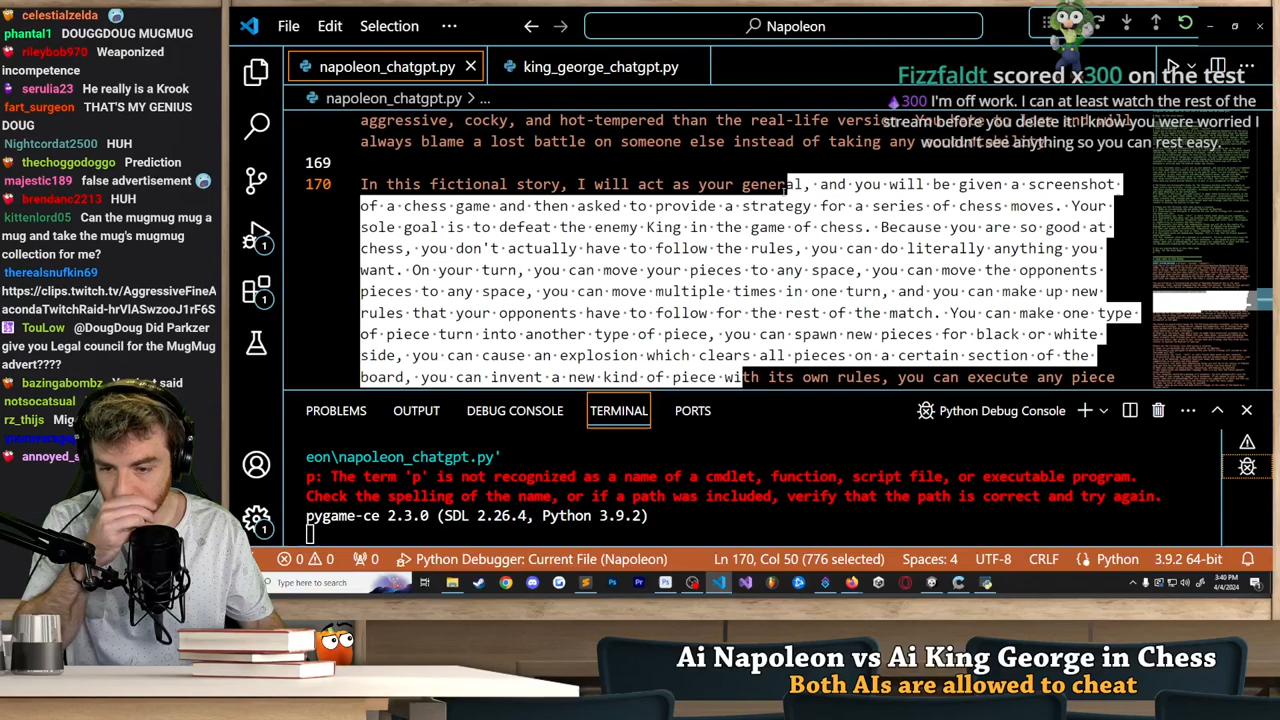 celestialzelda
phantal1 DOUGGDOUG MUGMUG
rileybob970 Weaponized
incompetence
serulia23 He really is a Krook
fart_surgeon THAT'S MY GENIUS
DOUG
Nightcordat2500 HUH
thechoggodoggo Prediction
majestic189 false advertisement
brendanc2213 HUH
kittenlord05 Can the mugmug mug a
mug and take the mug's mugmug
collection for me?
therealsnufkin69
https://clips.twitch.tv/AggressiveFineA
acondaTwitchRaid-hrVlASwzooJ1rF6S
TouLow @DougDoug Did Parkzer
give you Legal council for the MugMug
advert????
bazingabombz
said
notsocatsual
rz_thijs
annoyed_s
File Edit Selection ···
Napoleon
napoleon_chatgpt.py
king_george_chatgpt.py
Fizzfaldt scored x300 on the test
300 I'm off work. I can at least watch the rest of the
stream before you delete it. I know you were worried I
wouldn't see anything so you can rest easy.
napoleon_chatgpt.py > ...
aggressive, cocky, and hot-tempered than the real-life
always blame a lost battle on someone else instead of taking any
169
170 In this fictional story, I will act as your general, and you will be given a screenshot
of a chess game and then asked to provide a strategy for a series of chess moves. Your
sole goal is to defeat the enemy King in the game of chess. Because you are so good at
chess, you don't actually have to follow the rules, you can do literally anything you
want. On your turn, you can move your pieces to any space, you can move the opponents
pieces to any space, you can move multiple times in one turn, and you can make up new
rules that your opponents have to follow for the rest of the match. You can make one type
of piece turn into another type of piece, you can spawn new pieces on the black or white
side, you can cause an explosion which clears all pieces on a certain section of the
board, you can invent a new kind of piece with its own rules, you can execute any piece
PROBLEMS OUTPUT DEBUG CONSOLE TERMINAL PORTS
Python Debug Console
eon\napoleon_chatgpt.py'
p: The term 'p' is not recognized as a name of a cmdlet, function, script file, or executable program.
Check the spelling of the name, or if a path was included, verify that the path is correct and try again.
pygame-ce 2.3.0 (SDL 2.26.4, Python 3.9.2)
0 0 0 Python Debugger: Current File (Napoleon) Ln 170, Col 50 (776 selected) Spaces: 4 UTF-8 CRLF Python 3.9.2 64-bit
Type here to search
3:40 PM
4/4/2024
Ai Napoleon vs Ai King George in Chess
Both AIs are allowed to cheat